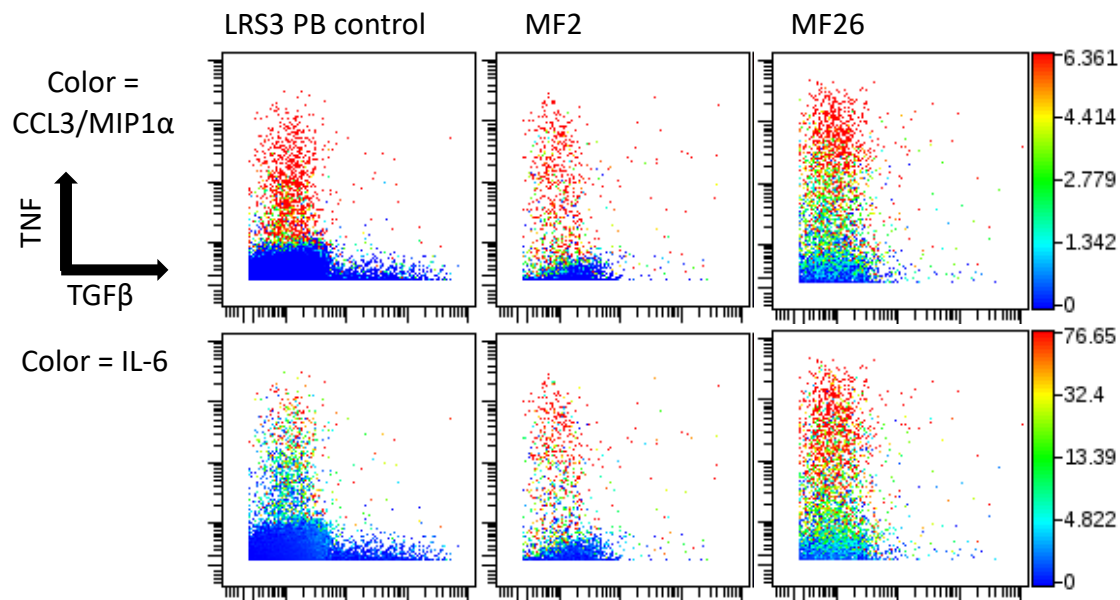 LRS3 PB control MF2 MF26
Color =
CCL3/MIP1α
TNF
TGFβ
6.361
4.414
2.779
1.342
0
Color = IL-6
76.65
32.4
13.39
4.822
0